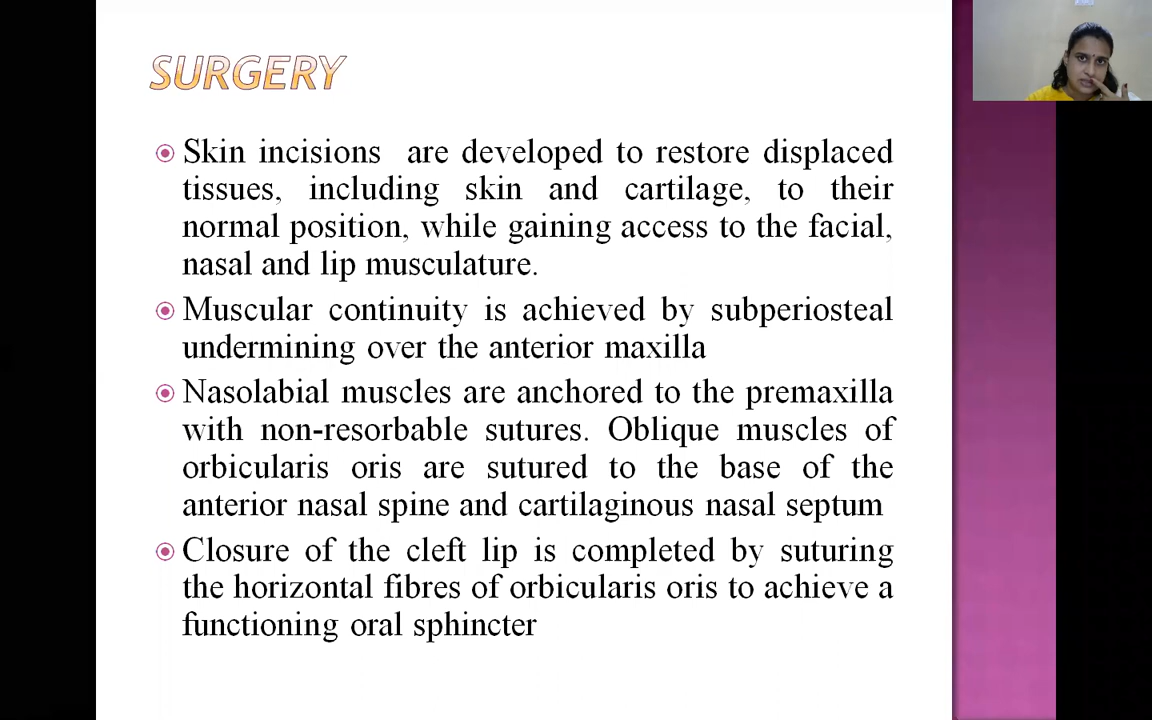 SURGERY
Skin incisions are developed to restore displaced
tissues, including skin and cartilage, to their
normal position, while gaining access to the facial,
nasal and lip musculature.
Muscular continuity is achieved by subperiosteal
undermining over the anterior maxilla
Nasolabial muscles are anchored to the premaxilla
with non-resorbable sutures. Oblique muscles of
orbicularis oris are sutured to the base of the
anterior nasal spine and cartilaginous nasal septum
Closure of the cleft lip is completed by suturing
the horizontal fibres of orbicularis oris to achieve a
functioning oral sphincter